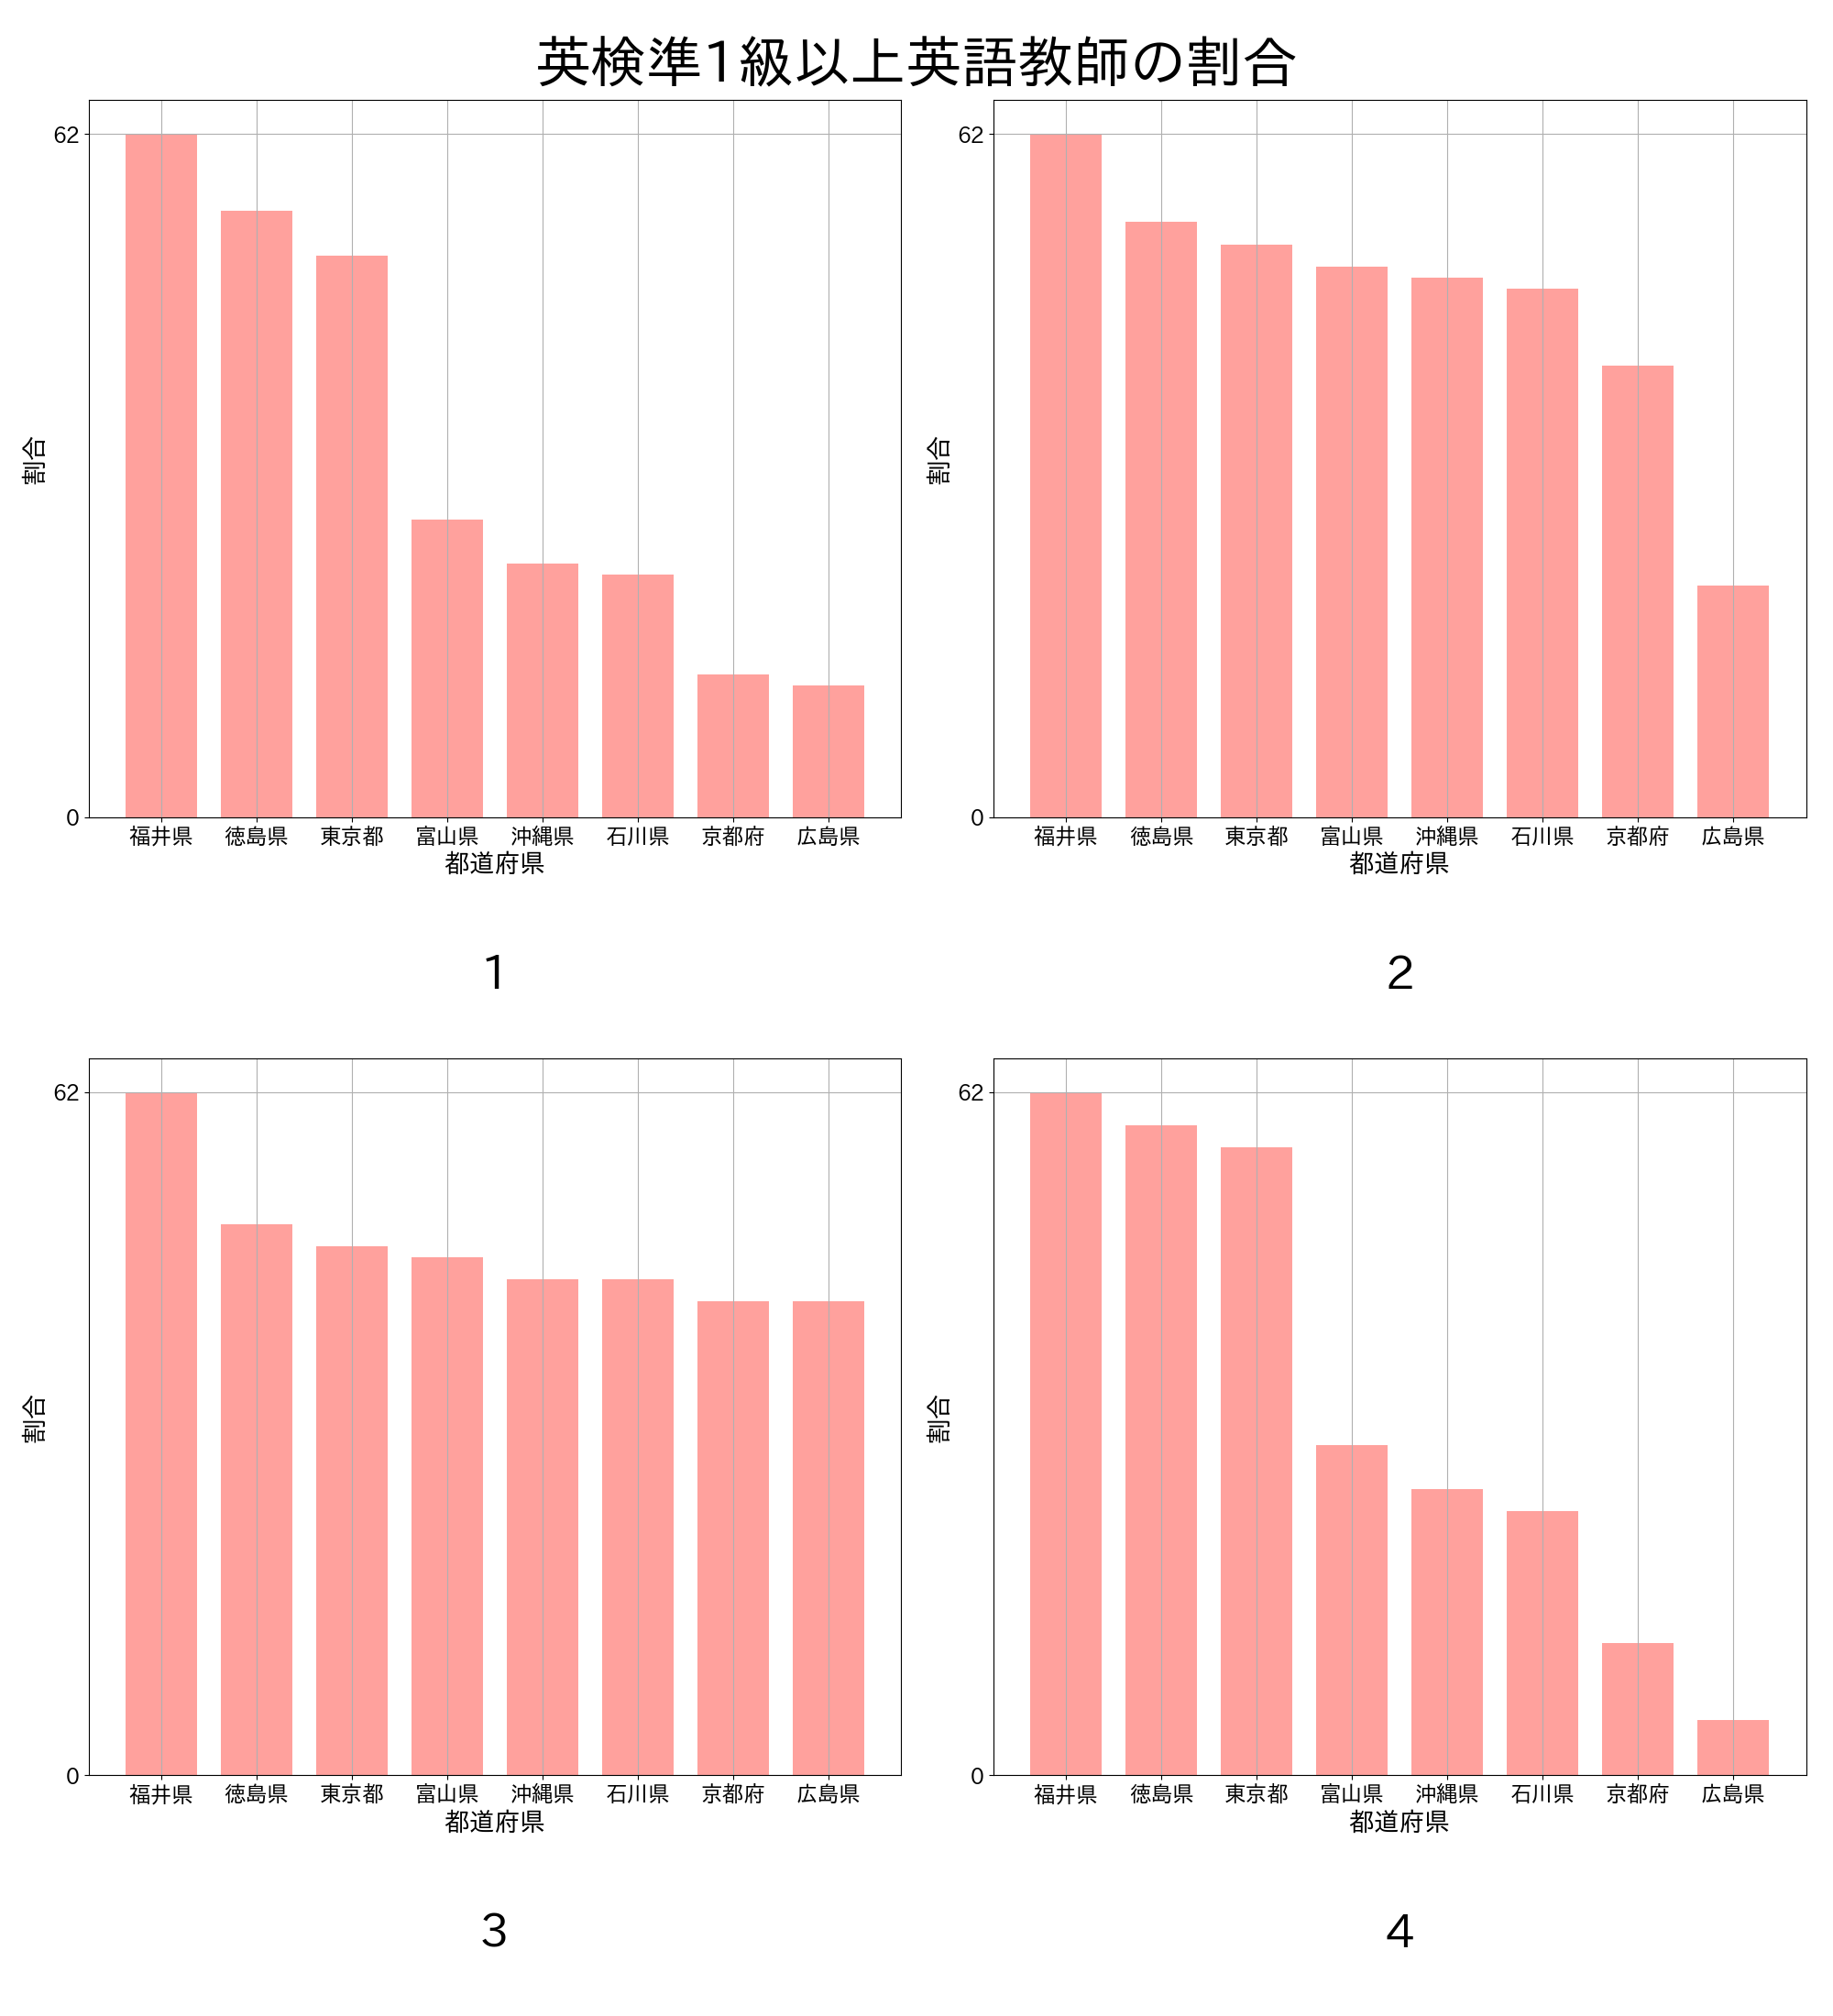 英検準1級以上英語教師の割合
62
0
割合
福井県 徳島県 東京都 富山県 沖縄県 石川県 京都府 広島県
都道府県
1
62
0
割合
福井県 徳島県 東京都 富山県 沖縄県 石川県 京都府 広島県
都道府県
2
62
0
割合
福井県 徳島県 東京都 富山県 沖縄県 石川県 京都府 広島県
都道府県
3
62
0
割合
福井県 徳島県 東京都 富山県 沖縄県 石川県 京都府 広島県
都道府県
4